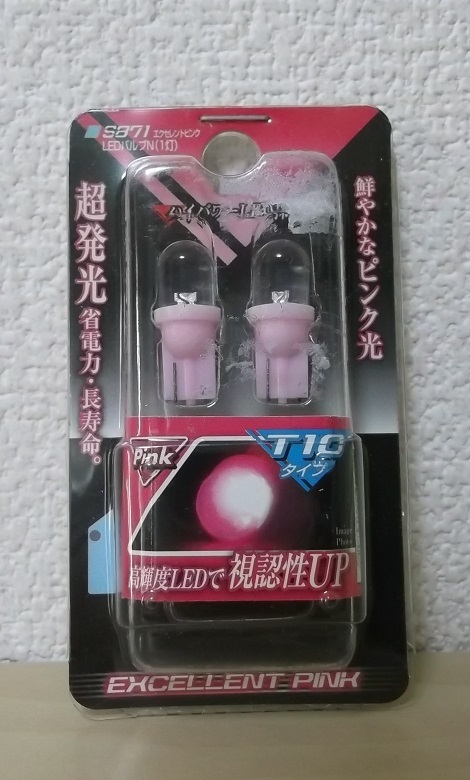 S871 エクセレントピンク
LEDバルブN(1灯)
鮮やかなピンク光
超発光 省電力・長寿命。
Pink
T10
タイプ
Image
Photo
高輝度LEDで視認性UP
EXCELLENT PINK